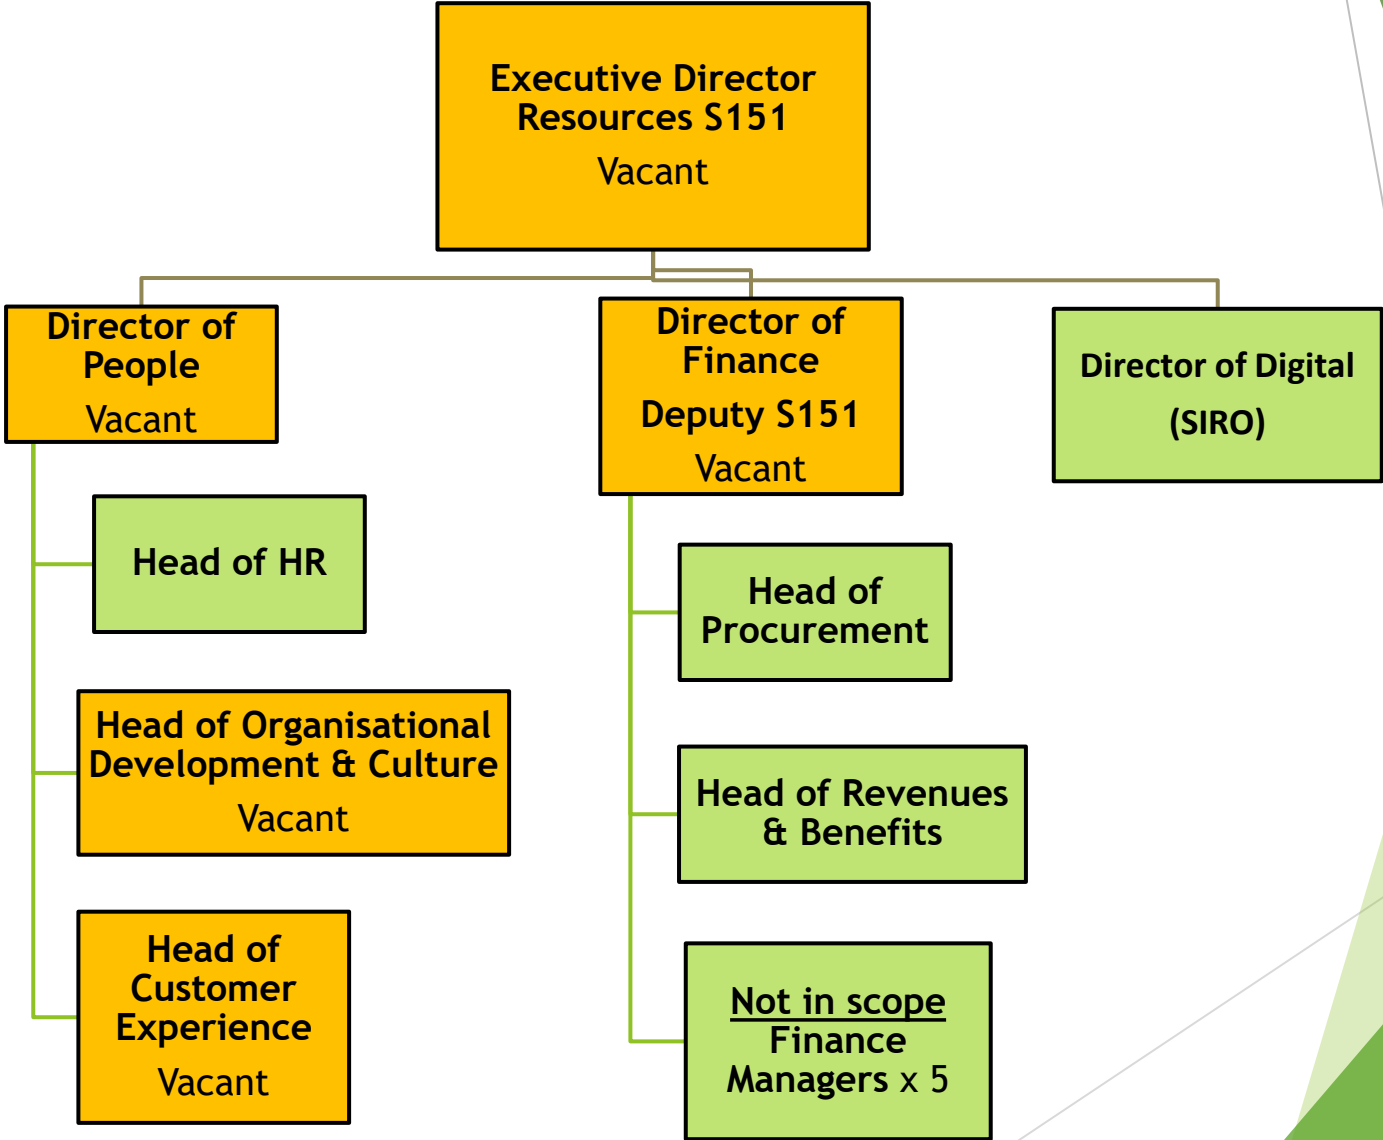 Executive Director
Resources S151
Vacant
Director of
People
Vacant
Director of
Finance
Deputy S151
Vacant
Director of Digital
(SIRO)
Head of HR
Head of Organisational
Development & Culture
Vacant
Head of
Customer
Experience
Vacant
Head of
Procurement
Head of Revenues
& Benefits
Not in scope
Finance
Managers x 5